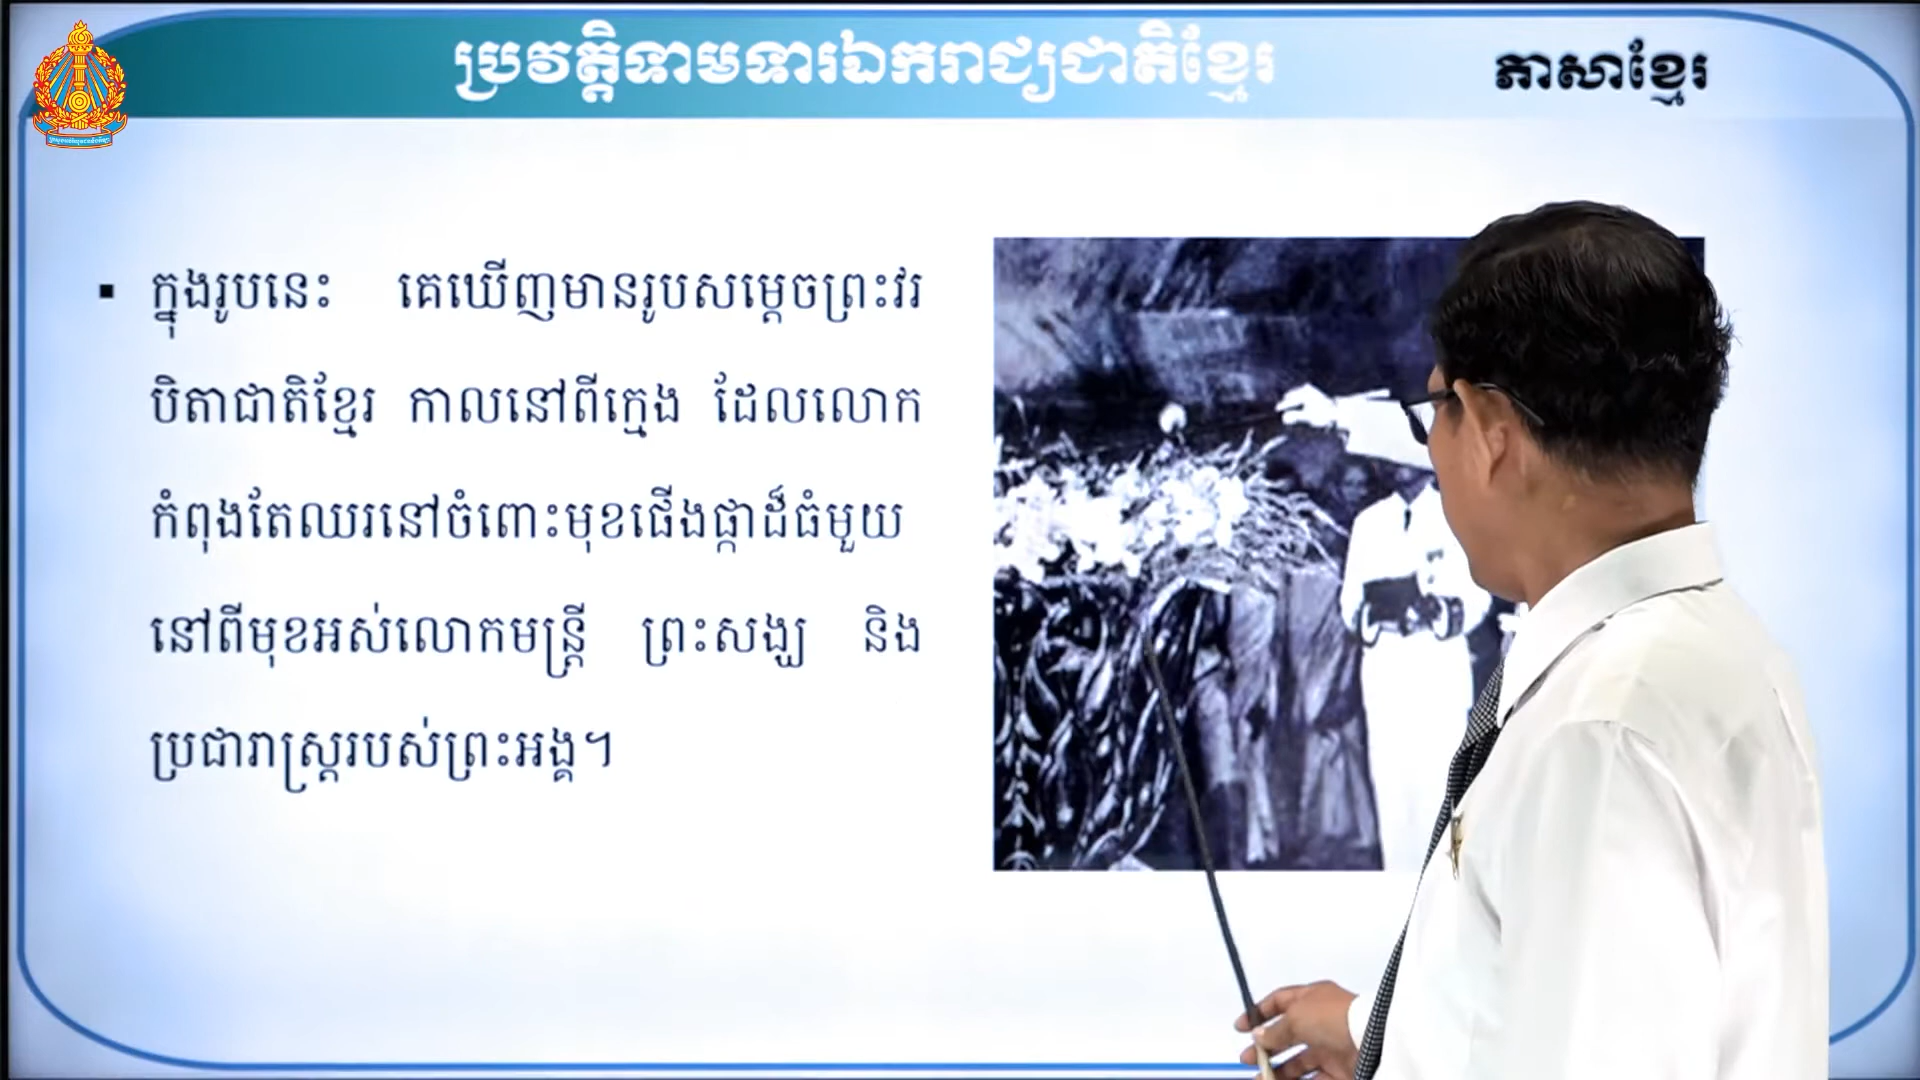 ប្រវត្តិទាមទារឯករាជ្យជាតិខ្មែរ
ភាសាខ្មែរ
▪ ក្នុងរូបនេះ គេឃើញមានរូបសម្ដេចព្រះវរ
បិតាជាតិខ្មែរ កាលនៅពីក្មេង ដែលលោក
កំពុងតែឈរនៅចំពោះមុខជើងផ្កាដ៏ធំមួយ
នៅពីមុខអស់លោកមន្ត្រី ព្រះសង្ឃ និង
ប្រជារាស្ត្ររបស់ព្រះអង្គ។